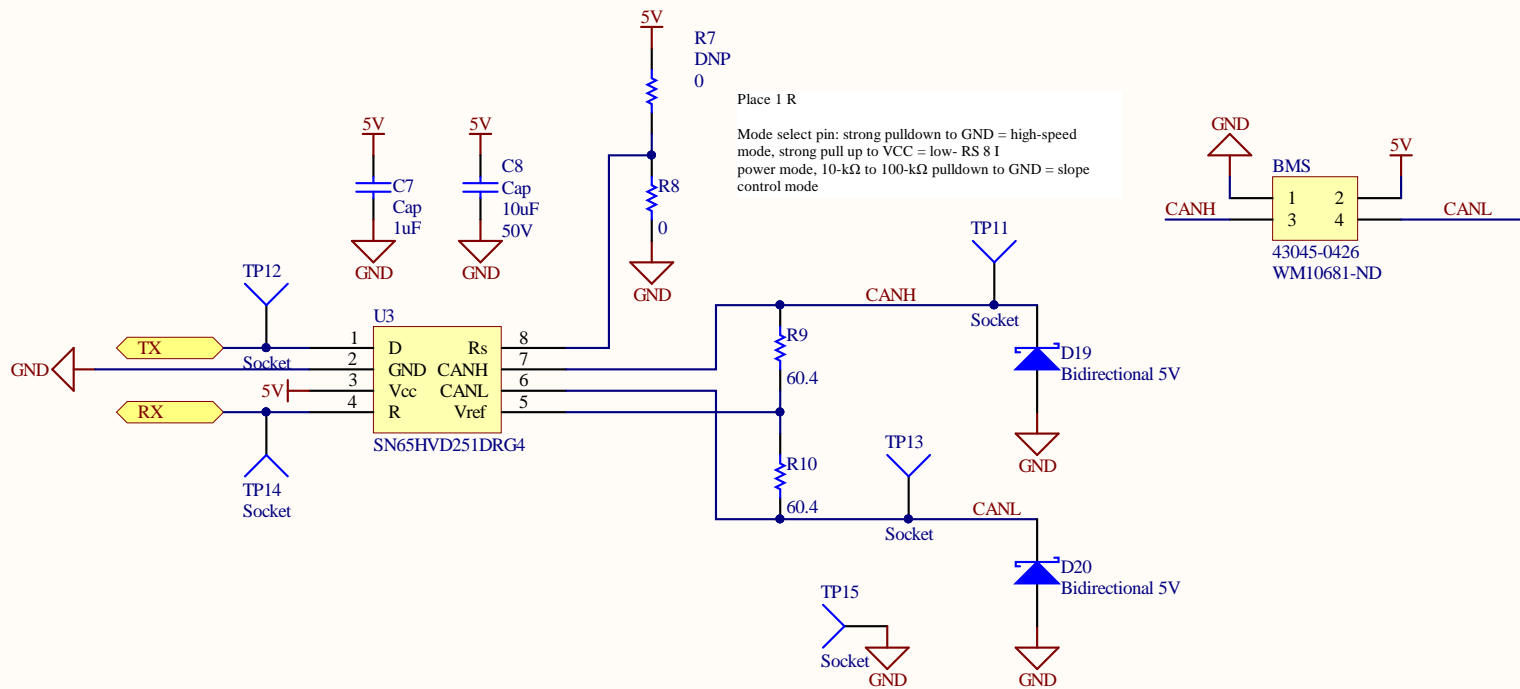 5V
R7
DNP
0
Place 1 R
Mode select pin: strong pulldown to GND = high-speed
mode, strong pull up to VCC = low- RS 8 I
power mode, 10-kΩ to 100-kΩ pulldown to GND = slope
control mode
5V
C7
Cap
1uF
GND
5V
C8
Cap
10uF
50V
GND
R8
0
GND
GND
BMS
5V
1
2
CANH
3
4
CANL
43045-0426
WM10681-ND
TP12
Socket
U3
TX
1
D
Rs
8
GND
2
GND
CANH
7
5V
3
Vcc
CANL
6
RX
4
R
Vref
5
SN65HVD251DRG4
TP14
Socket
CANH
TP11
Socket
R9
60.4
D19
Bidirectional 5V
GND
R10
60.4
TP13
Socket
CANL
D20
Bidirectional 5V
GND
TP15
Socket
GND